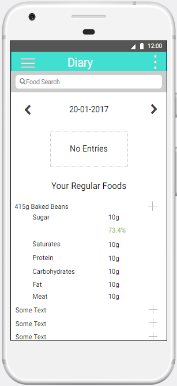 12:00
Diary
Food Search
20-01-2017
No Entries
Your Regular Foods
415g Baked Beans
Sugar 10g
73.4%
Saturates 10g
Protein 10g
Carbohydrates 10g
Fat 10g
Meat 10g
Some Text
Some Text
Some Text